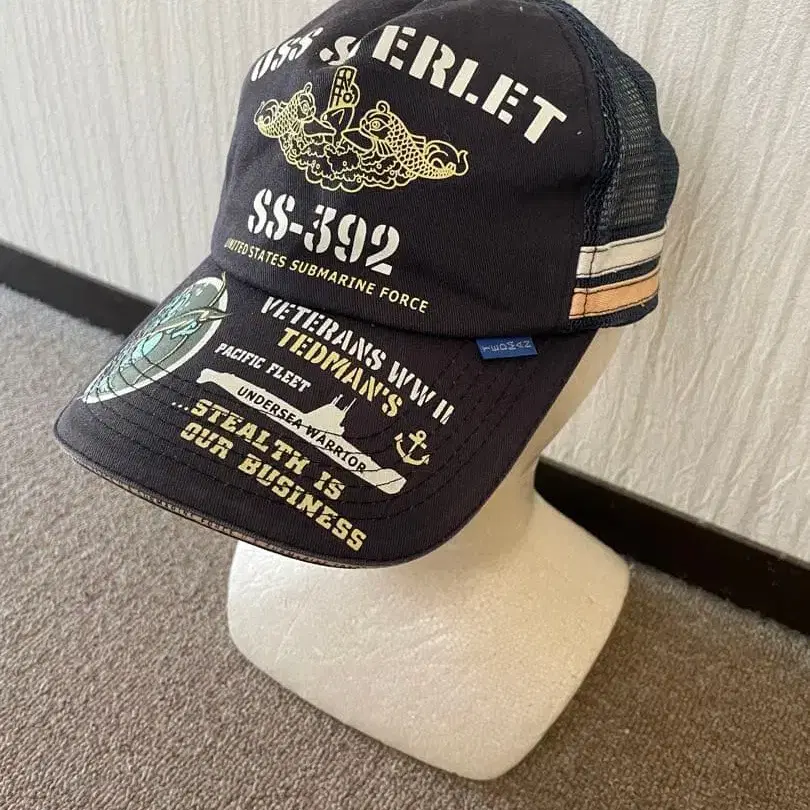 USS STERLET
SS-392
UNITED STATES SUBMARINE FORCE
VETERANS WW II
TEDMAN'S
PACIFIC FLEET
UNDERSEA WARRIOR
...STEALTH IS
OUR BUSINESS
TEDMAN